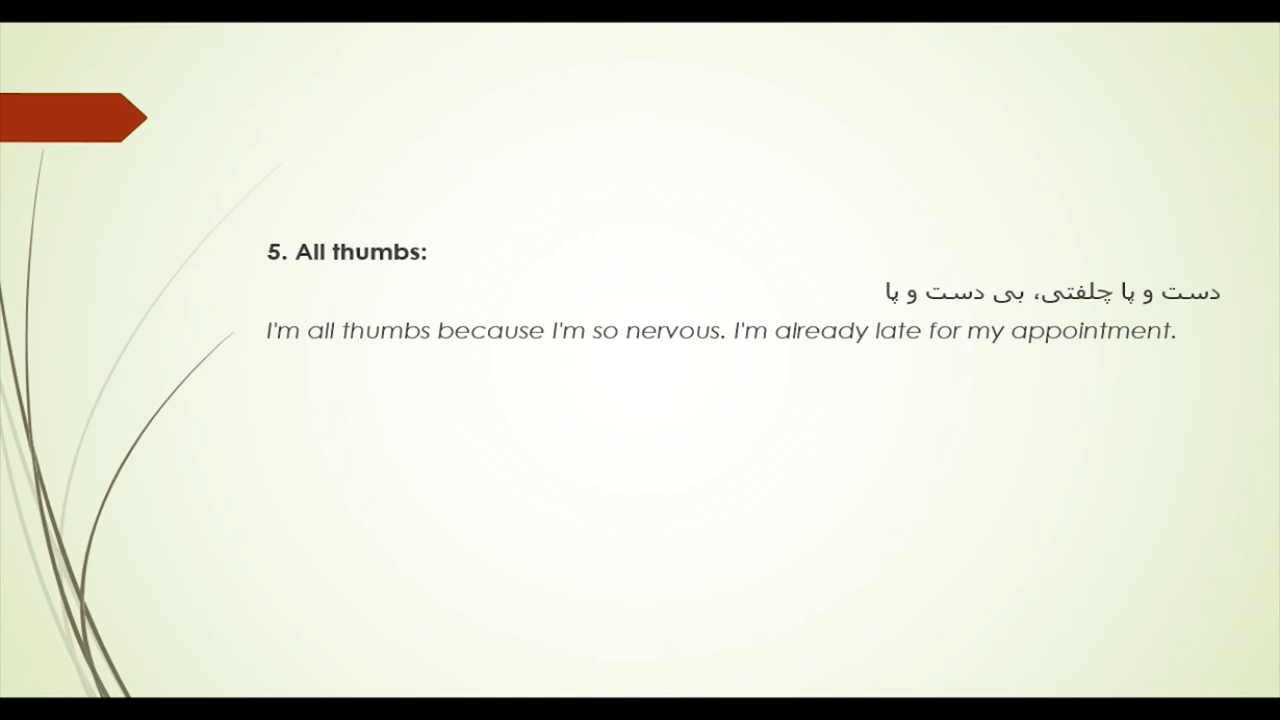 5. All thumbs:
دست و پا چلفتی، بی دست و پا
I'm all thumbs because I'm so nervous. I'm already late for my appointment.